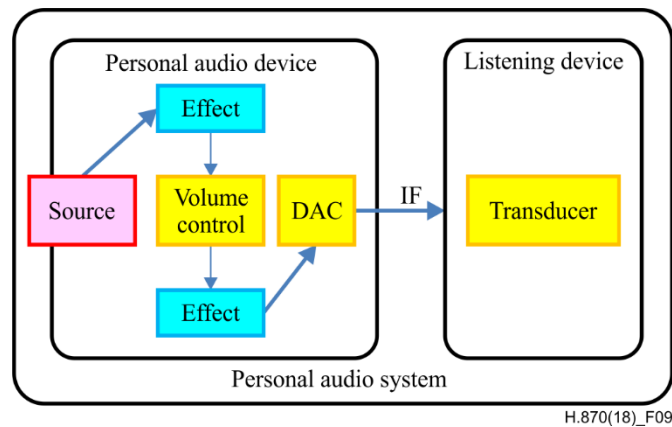 Personal audio device
Listening device
Effect
Source
Volume
control
DAC
IF
Transducer
Effect
Personal audio system
H.870(18)_F09